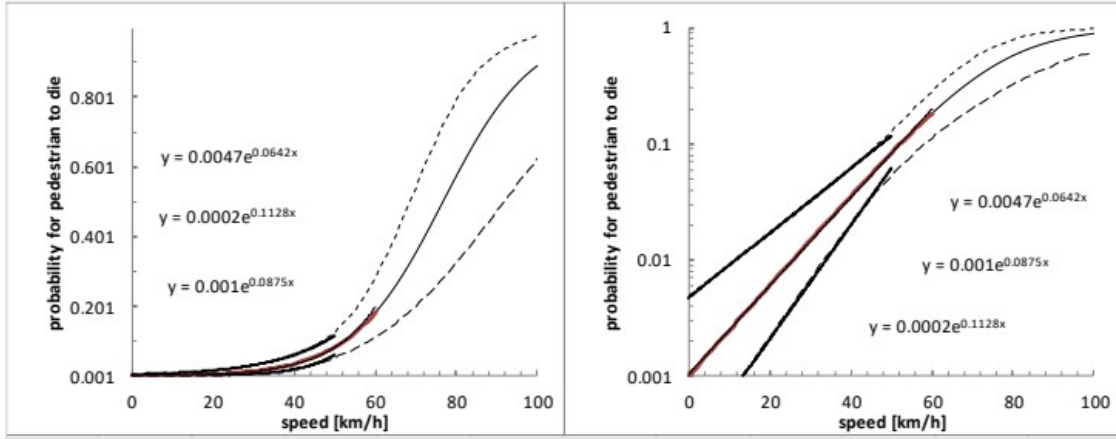 probability for pedestrian to die
0.801
0.601
0.401
0.201
0.001
y = 0.0047e^0.0642x
y = 0.0002e^0.1128x
y = 0.001e^0.0875x
0 20 40 60 80 100
speed [km/h]
probability for pedestrian to die
1
0.1
0.01
0.001
y = 0.0047e^0.0642x
y = 0.001e^0.0875x
y = 0.0002e^0.1128x
0 20 40 60 80 100
speed [km/h]